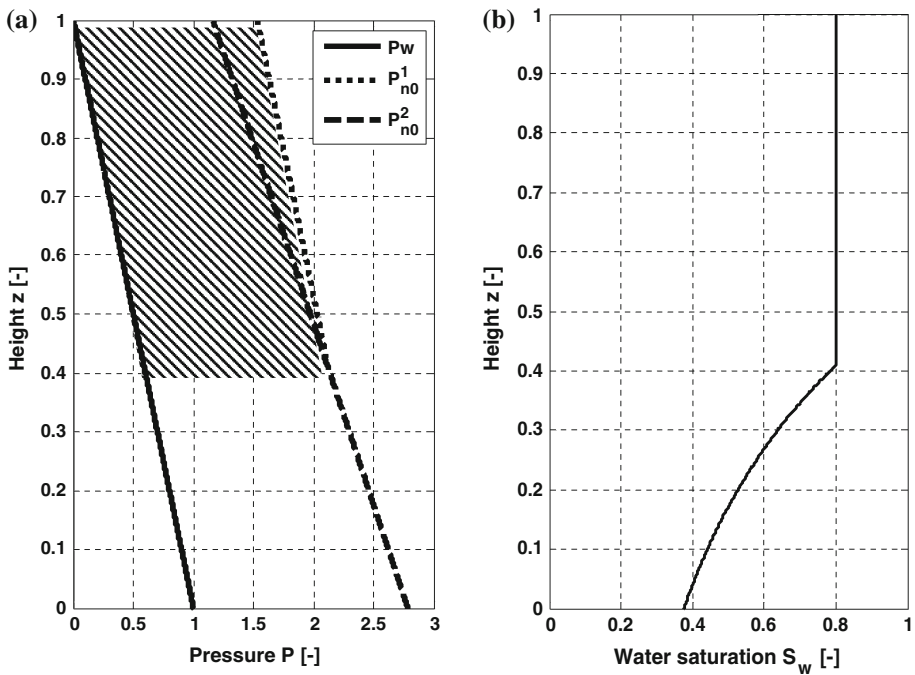 (a)
1
0.9
0.8
0.7
0.6
0.5
0.4
0.3
0.2
0.1
0
Height z [-]
Pw
P¹n0
P²n0
0 0.5 1 1.5 2 2.5 3
Pressure P [-]
(b)
1
0.9
0.8
0.7
0.6
0.5
0.4
0.3
0.2
0.1
0
Height z [-]
0 0.2 0.4 0.6 0.8 1
Water saturation Sw [-]